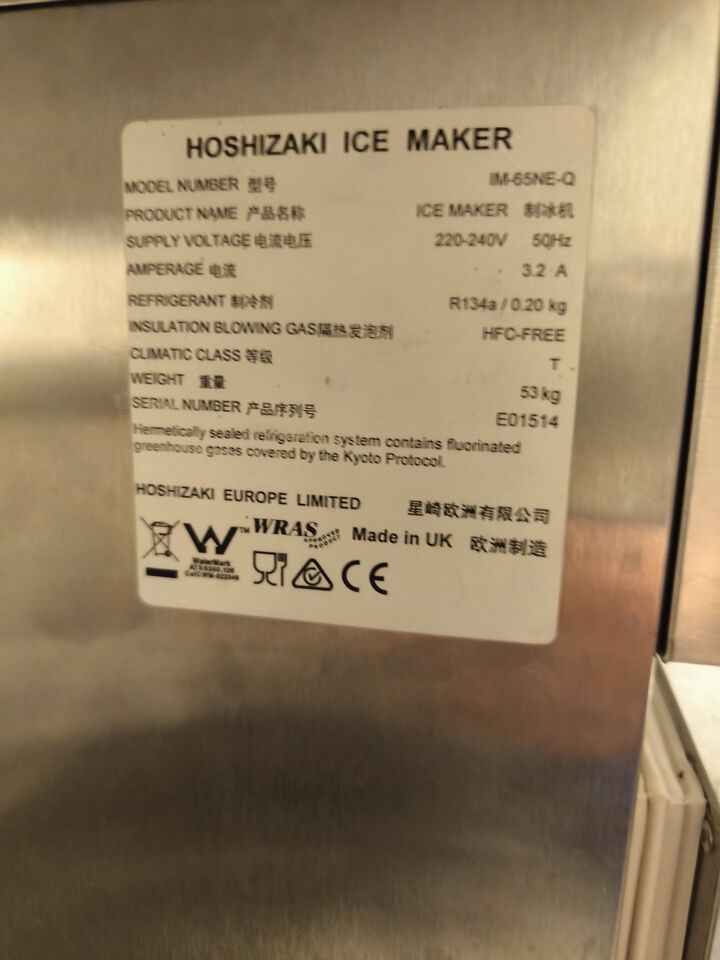 HOSHIZAKI ICE MAKER
MODEL NUMBER 型号 IM-65NE-Q
PRODUCT NAME 产品名称 ICE MAKER 制冰机
SUPPLY VOLTAGE 电流电压 220-240V 50Hz
AMPERAGE 电流 3.2 A
REFRIGERANT 制冷剂 R134a / 0.20 kg
INSULATION BLOWING GAS隔热发泡剂 HFC-FREE
CLIMATIC CLASS 等级 T
WEIGHT 重量 53 kg
SERIAL NUMBER 产品序列号 E01514
Hermetically sealed refrigeration system contains fluorinated
greenhouse gases covered by the Kyoto Protocol.
HOSHIZAKI EUROPE LIMITED 星崎欧洲有限公司
WRAS APPROVED PRODUCT Made in UK 欧洲制造
TM
WaterMark
CE